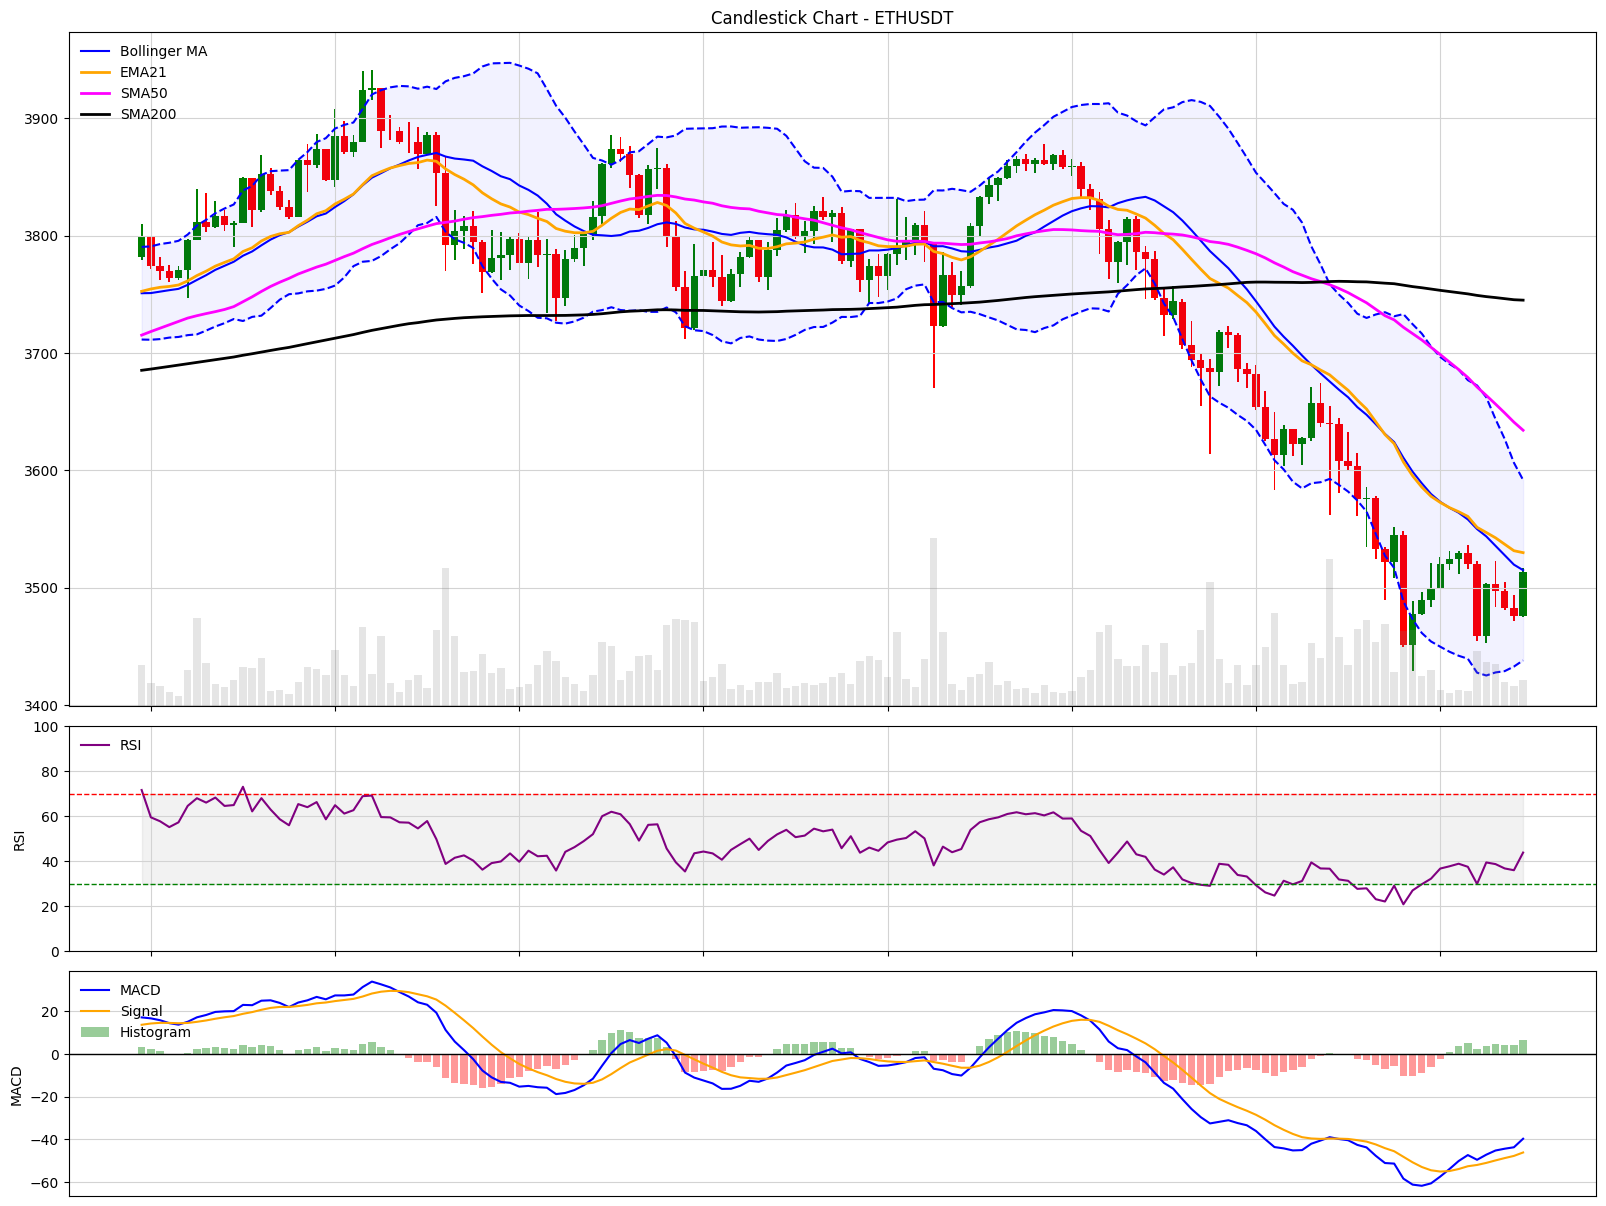 Candlestick Chart - ETHUSDT
Bollinger MA
EMA21
SMA50
SMA200
3900
3800
3700
3600
3500
3400
100
80
60
40
20
0
RSI
RSI
20
0
−20
−40
−60
MACD
MACD
Signal
Histogram